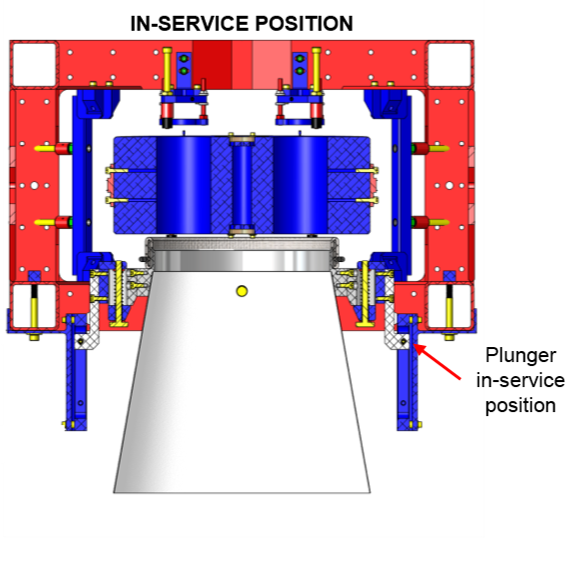 IN-SERVICE POSITION
Plunger
in-service
position